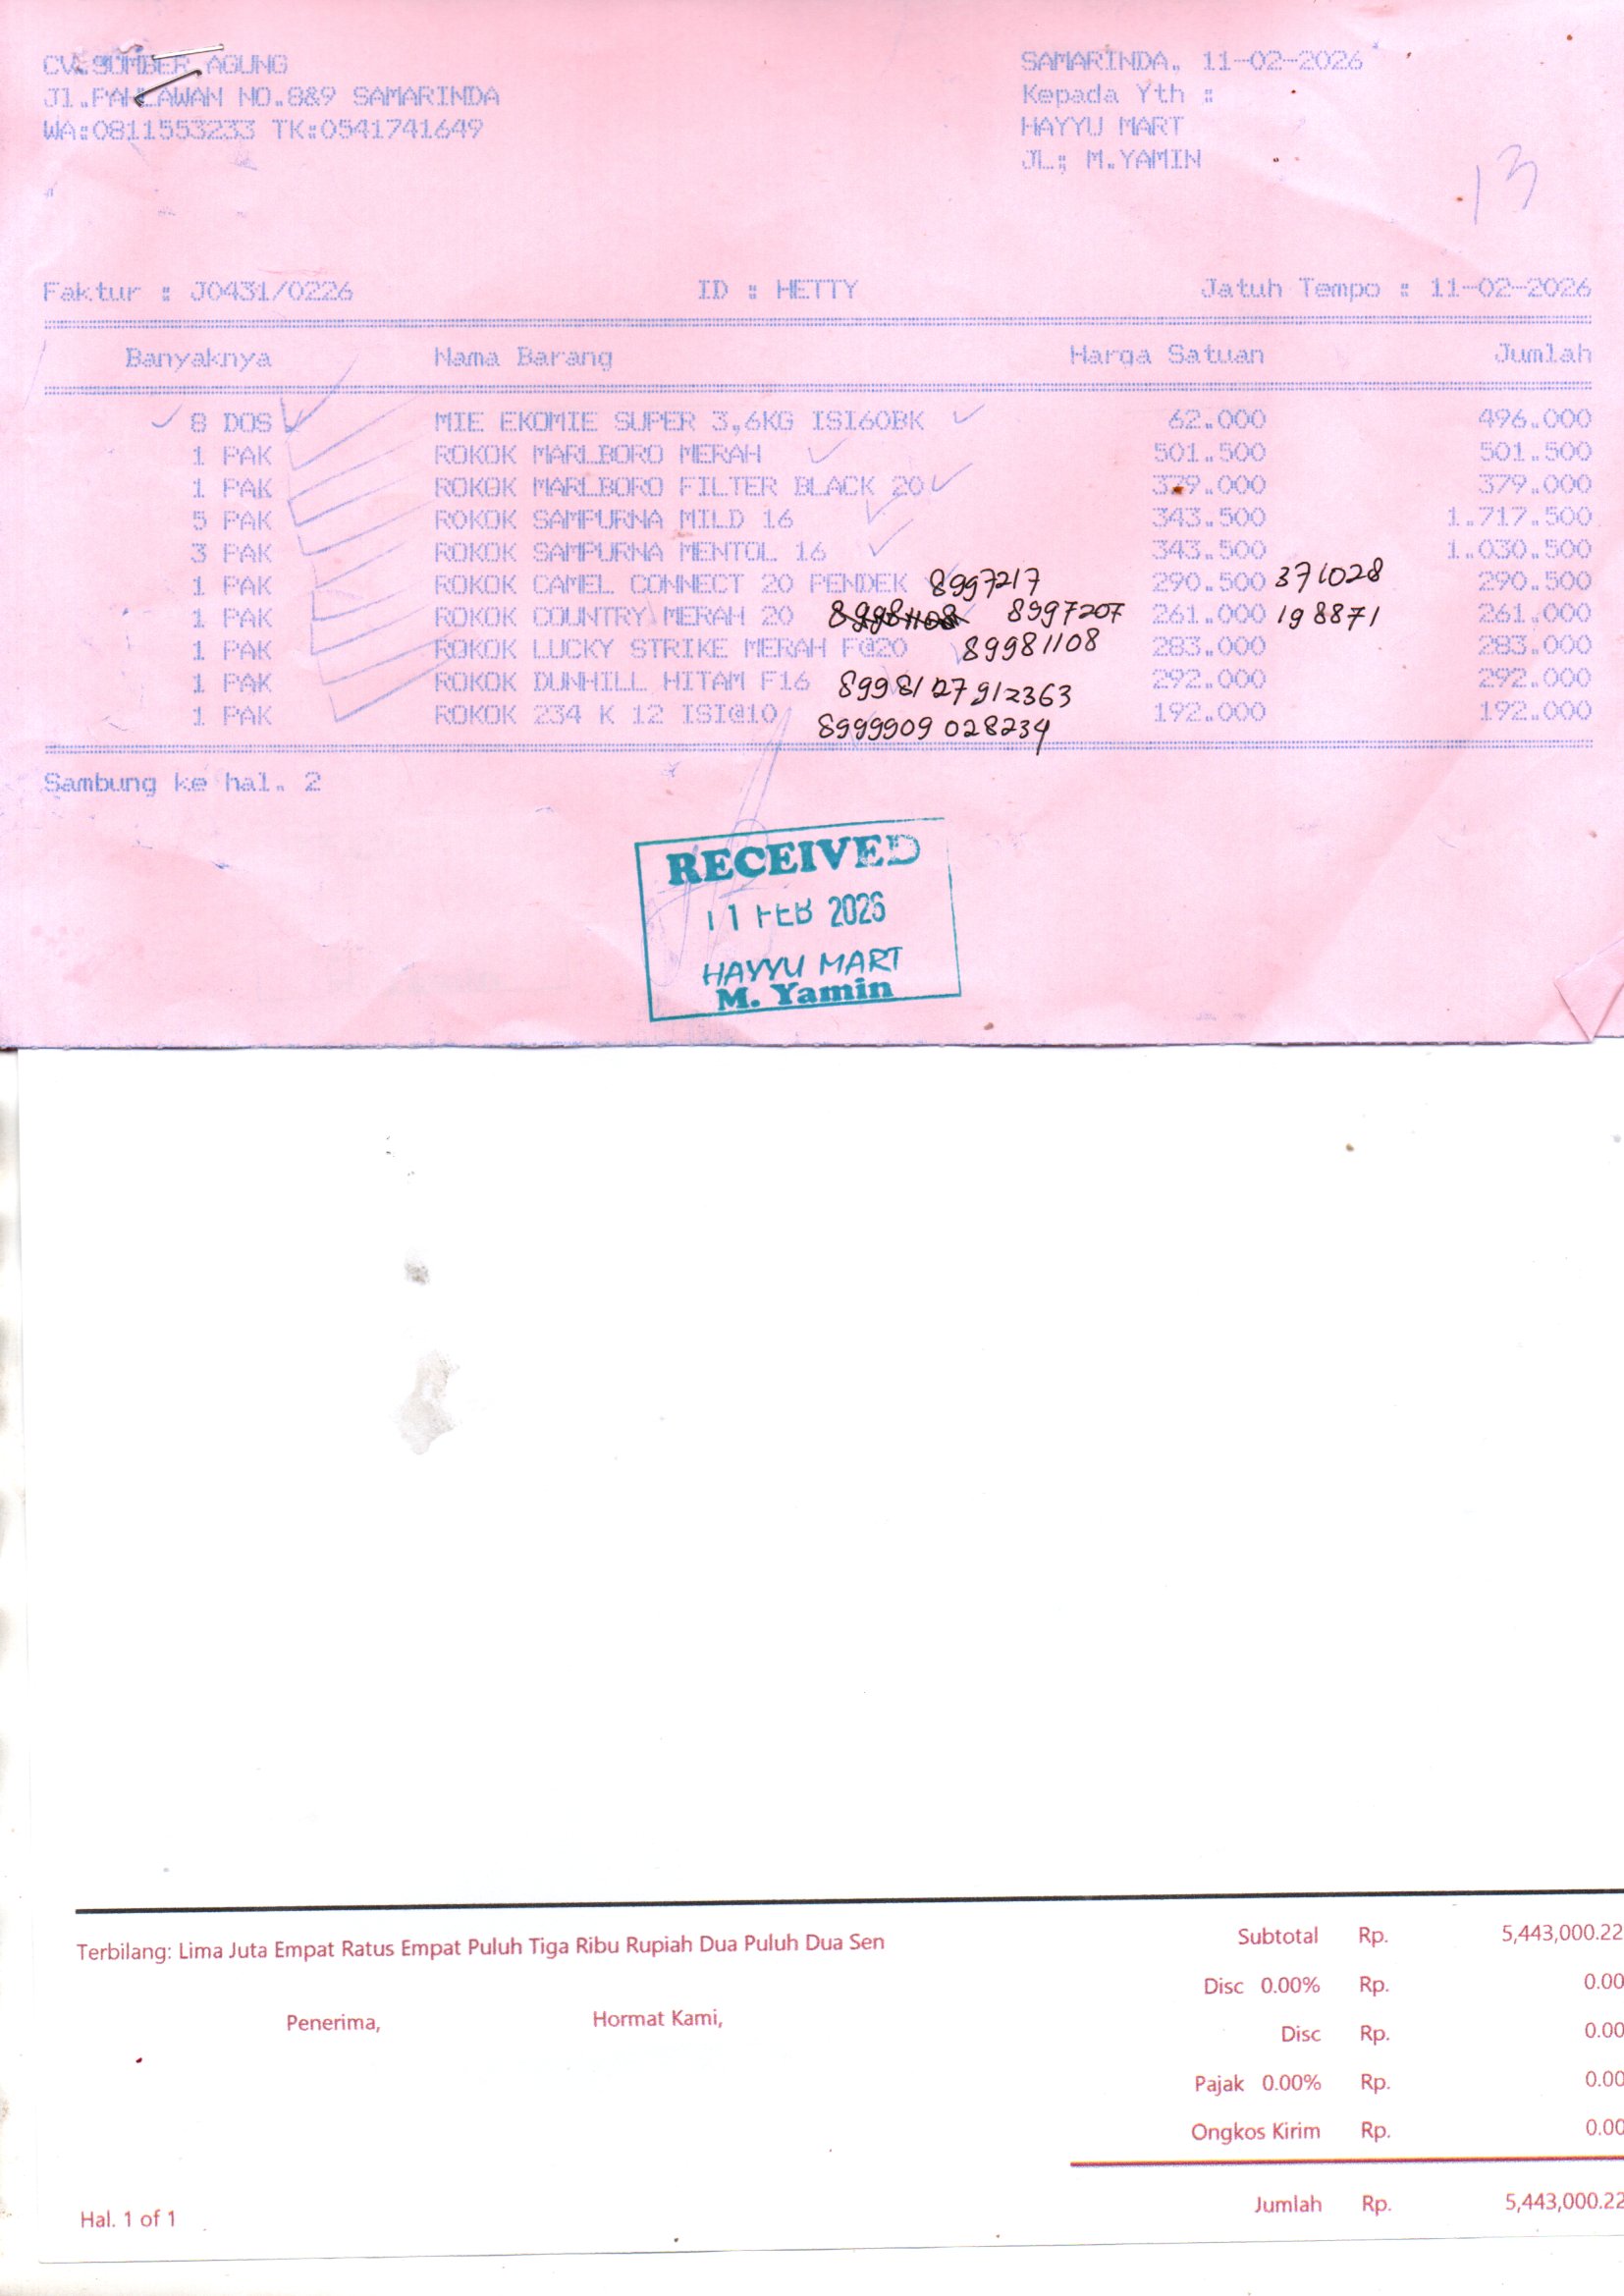 CV.SUMBER AGUNG
Jl.PAHLAWAN NO.8&9 SAMARINDA
WA:0811553233 TK:0541741649
SAMARINDA. 11-02-2026
Kepada Yth :
HAYYU MART
JL; M.YAMIN
13
Faktur : J0431/0226 ID : HETTY Jatuh Tempo : 11-02-2026
Banyaknya Nama Barang Harga Satuan Jumlah
8 DOS MIE EKOMIE SUPER 3,6KG ISI60BK 62.000 496.000
1 PAK ROKOK MARLBORO MERAH 501.500 501.500
1 PAK ROKOK MARLBORO FILTER BLACK 20 379.000 379.000
5 PAK ROKOK SAMPURNA MILD 16 343.500 1.717.500
3 PAK ROKOK SAMPURNA MENTOL 16 343.500 1.030.500
1 PAK ROKOK CAMEL CONNECT 20 PENDEK 8997217 290.500 371028 290.500
1 PAK ROKOK COUNTRY MERAH 20 8997207 261.000 198871 261.000
1 PAK ROKOK LUCKY STRIKE MERAH F@20 89981108 283.000 283.000
1 PAK ROKOK DUNHILL HITAM F16 8998127912363 292.000 292.000
1 PAK ROKOK 234 K 12 ISI@10 8999909 028234 192.000 192.000
Sambung ke hal. 2
RECEIVED
11 FEB 2026
HAYYU MART
M. Yamin
Terbilang: Lima Juta Empat Ratus Empat Puluh Tiga Ribu Rupiah Dua Puluh Dua Sen
Subtotal Rp. 5,443,000.22
Disc 0.00% Rp. 0.00
Penerima, Hormat Kami,
Disc Rp. 0.00
Pajak 0.00% Rp. 0.00
Ongkos Kirim Rp. 0.00
Jumlah Rp. 5,443,000.22
Hal. 1 of 1